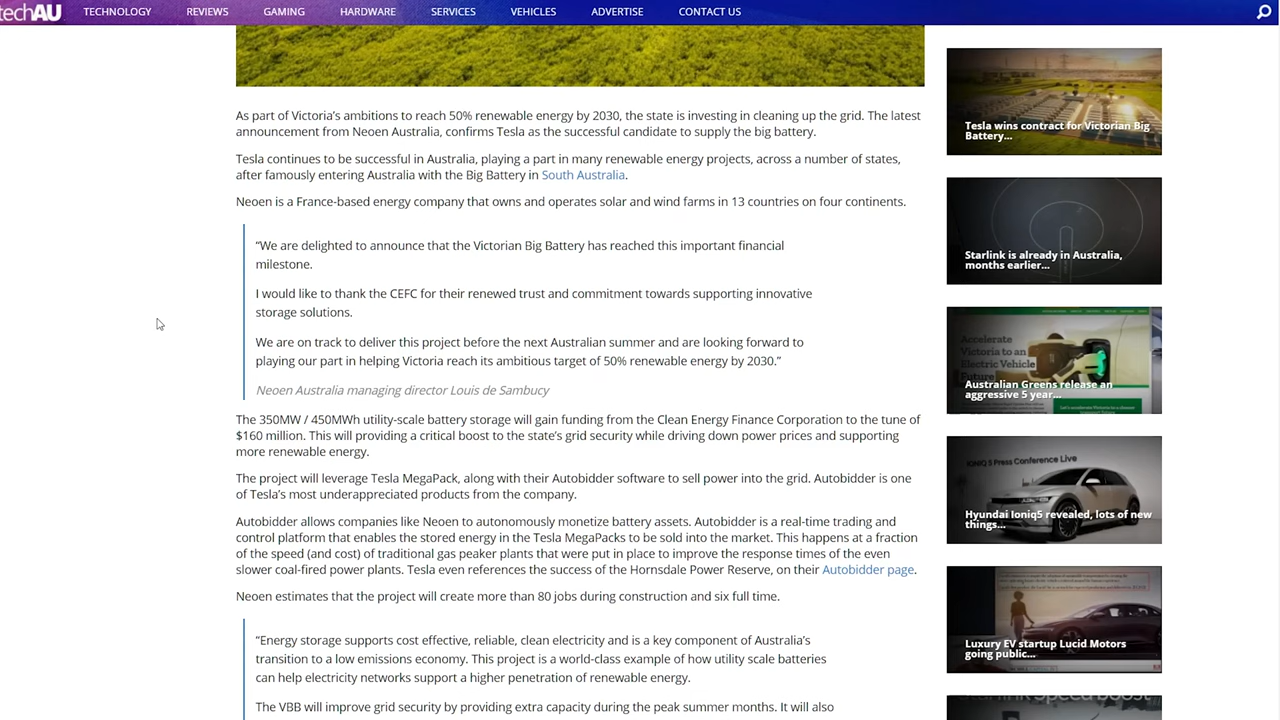 techAU TECHNOLOGY REVIEWS GAMING HARDWARE SERVICES VEHICLES ADVERTISE CONTACT US
As part of Victoria’s ambitions to reach 50% renewable energy by 2030, the state is investing in cleaning up the grid. The latest
announcement from Neoen Australia, confirms Tesla as the successful candidate to supply the big battery.
Tesla continues to be successful in Australia, playing a part in many renewable energy projects, across a number of states,
after famously entering Australia with the Big Battery in South Australia.
Neoen is a France-based energy company that owns and operates solar and wind farms in 13 countries on four continents.
“We are delighted to announce that the Victorian Big Battery has reached this important financial
milestone.
I would like to thank the CEFC for their renewed trust and commitment towards supporting innovative
storage solutions.
We are on track to deliver this project before the next Australian summer and are looking forward to
playing our part in helping Victoria reach its ambitious target of 50% renewable energy by 2030.”
Neoen Australia managing director Louis de Sambucy
The 350MW / 450MWh utility-scale battery storage will gain funding from the Clean Energy Finance Corporation to the tune of
$160 million. This will providing a critical boost to the state’s grid security while driving down power prices and supporting
more renewable energy.
The project will leverage Tesla MegaPack, along with their Autobidder software to sell power into the grid. Autobidder is one
of Tesla’s most underappreciated products from the company.
Autobidder allows companies like Neoen to autonomously monetize battery assets. Autobidder is a real-time trading and
control platform that enables the stored energy in the Tesla MegaPacks to be sold into the market. This happens at a fraction
of the speed (and cost) of traditional gas peaker plants that were put in place to improve the response times of the even
slower coal-fired power plants. Tesla even references the success of the Hornsdale Power Reserve, on their Autobidder page.
Neoen estimates that the project will create more than 80 jobs during construction and six full time.
“Energy storage supports cost effective, reliable, clean electricity and is a key component of Australia’s
transition to a low emissions economy. This project is a world-class example of how utility scale batteries
can help electricity networks support a higher penetration of renewable energy.
The VBB will improve grid security by providing extra capacity during the peak summer months. It will also
Tesla wins contract for Victorian Big
Battery...
Starlink is already in Australia,
months earlier...
Accelerate
Victoria to an
Electric Vehicle
Future
Australian Greens release an
aggressive 5 year...
IONIQ 5 Press Conference Live
Hyundai Ioniq5 revealed, lots of new
things...
Luxury EV startup Lucid Motors
going public...